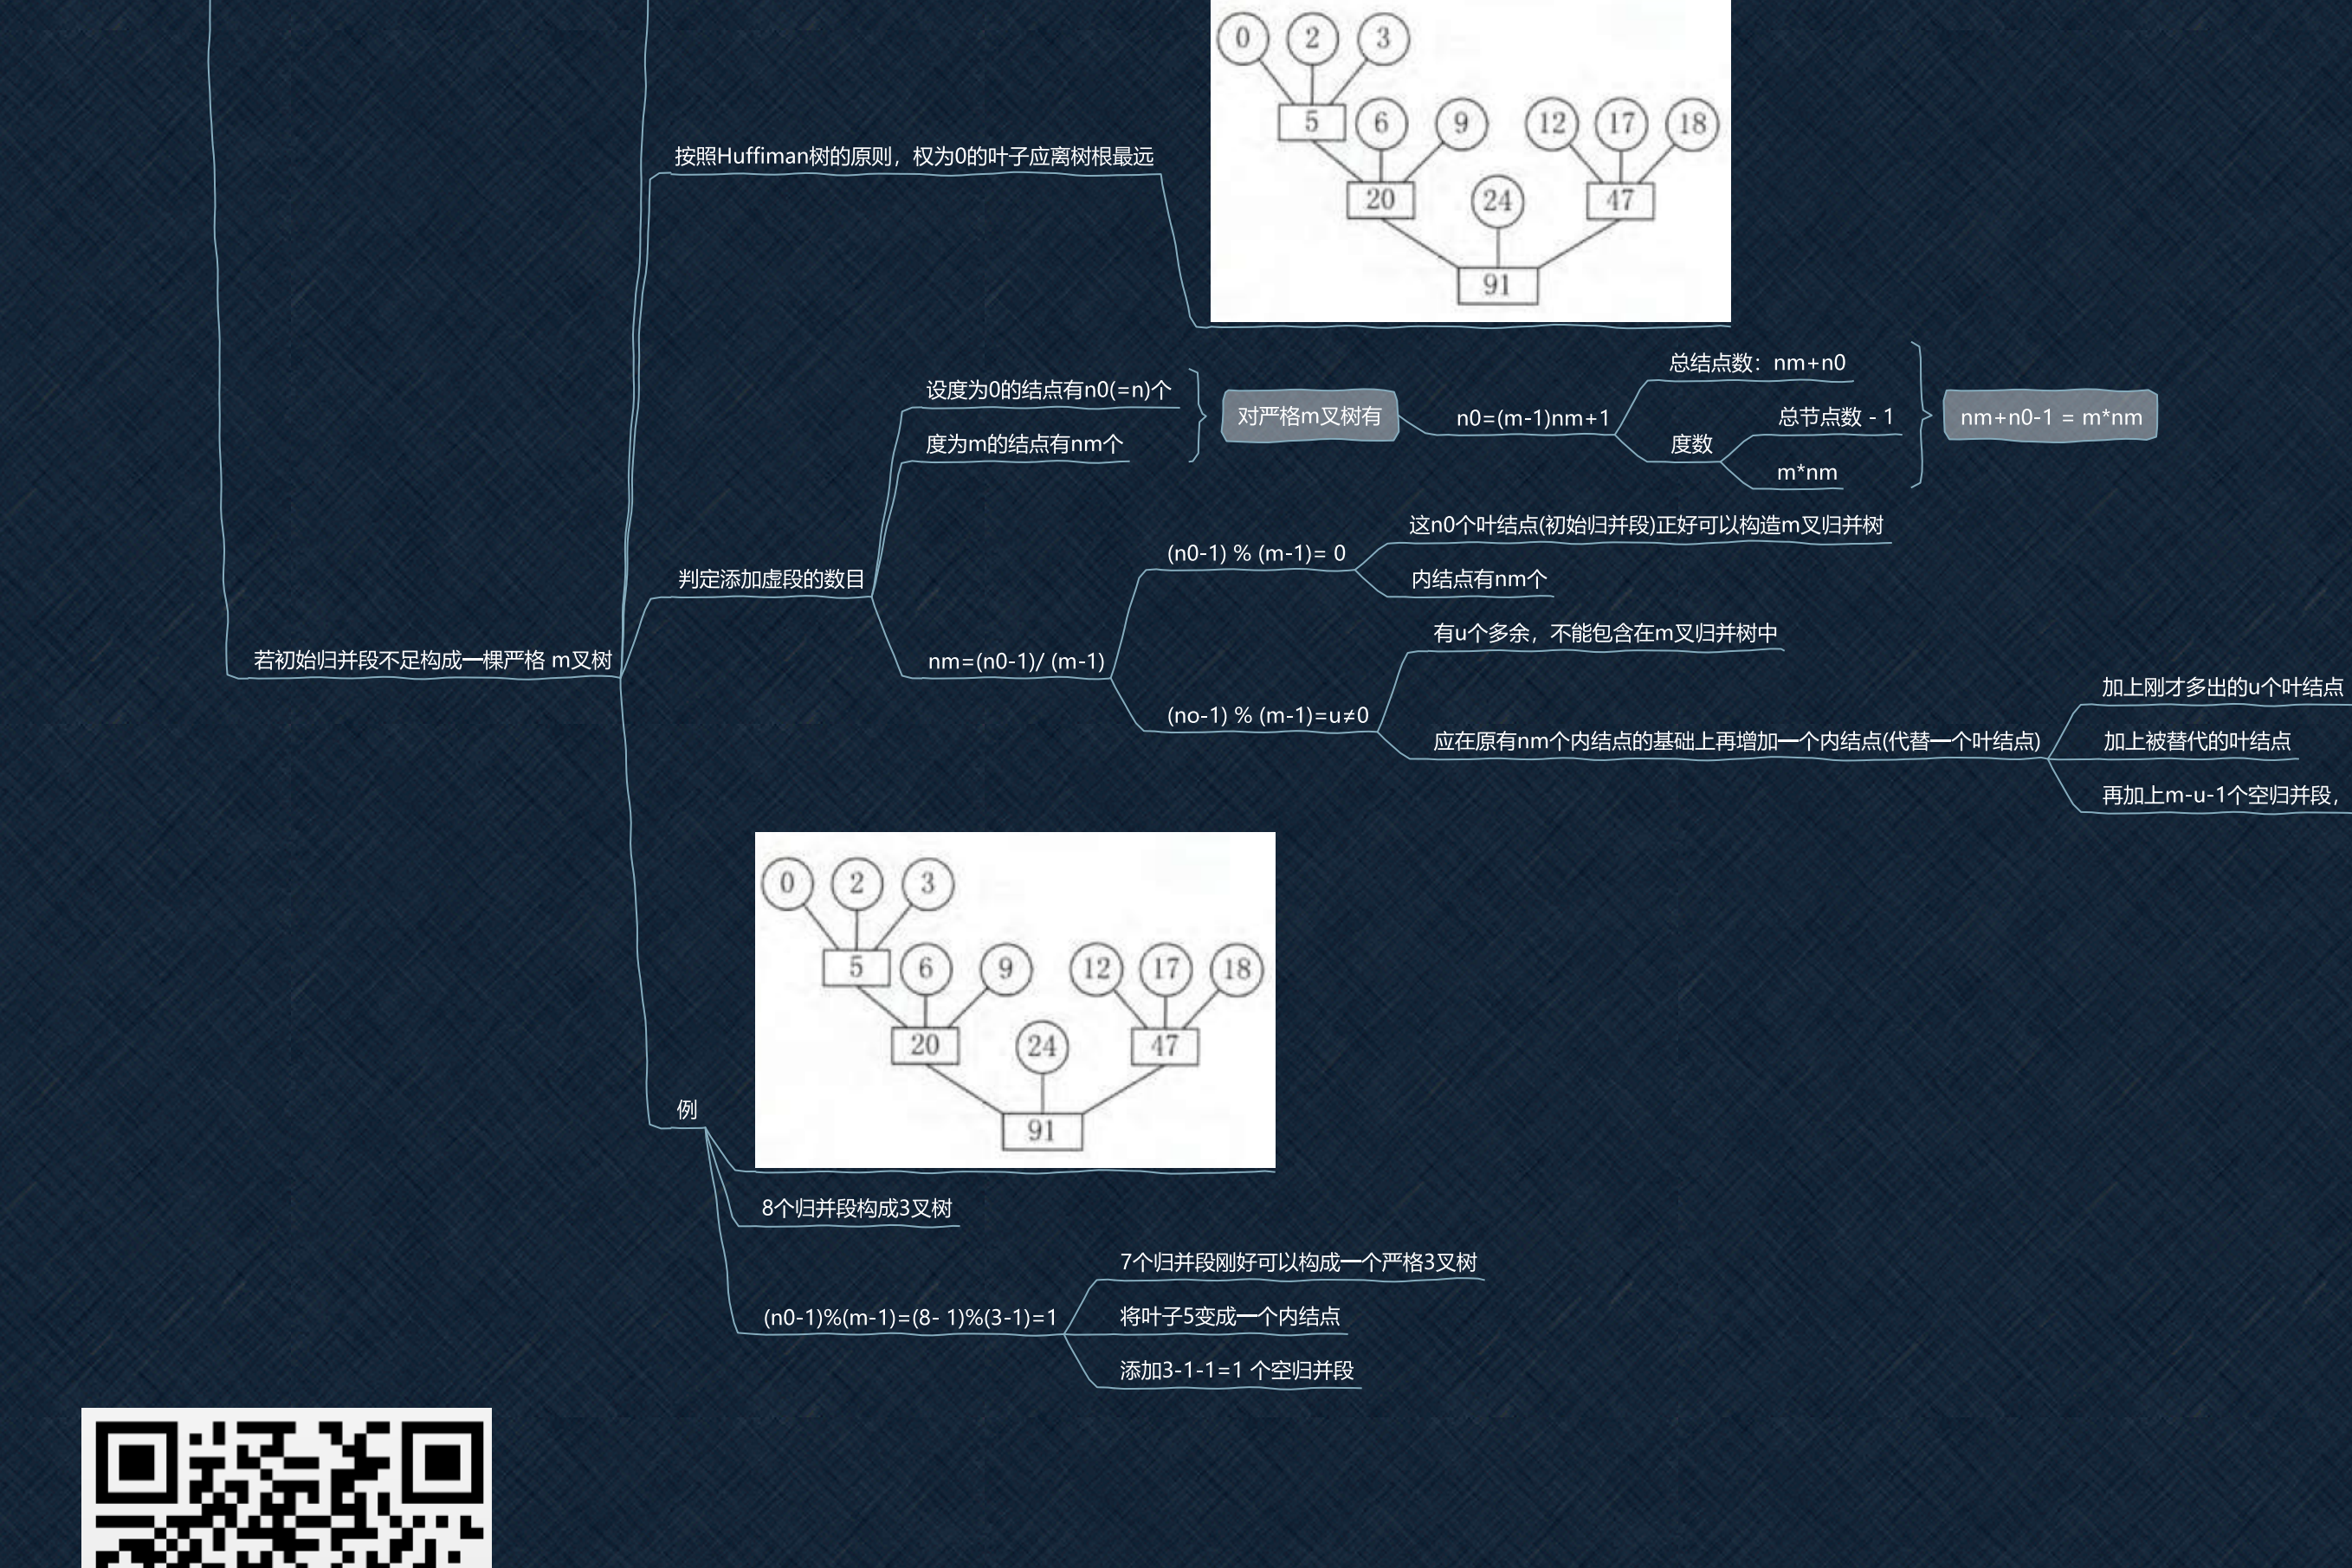 0 2 3
5 6 9 12 17 18
20 24 47
91
按照Huffiman树的原则，权为0的叶子应离树根最远
设度为0的结点有n0(=n)个
度为m的结点有nm个
对严格m叉树有
n0=(m-1)nm+1
总结点数：nm+n0
度数
总节点数 - 1
m*nm
nm+n0-1 = m*nm
判定添加虚段的数目
nm=(n0-1)/ (m-1)
(n0-1) % (m-1)= 0
这n0个叶结点(初始归并段)正好可以构造m叉归并树
内结点有nm个
(no-1) % (m-1)=u≠0
有u个多余，不能包含在m叉归并树中
应在原有nm个内结点的基础上再增加一个内结点(代替一个叶结点)
加上刚才多出的u个叶结点
加上被替代的叶结点
再加上m-u-1个空归并段，
若初始归并段不足构成一棵严格 m叉树
例
0 2 3
5 6 9 12 17 18
20 24 47
91
8个归并段构成3叉树
(n0-1)%(m-1)=(8- 1)%(3-1)=1
7个归并段刚好可以构成一个严格3叉树
将叶子5变成一个内结点
添加3-1-1=1 个空归并段